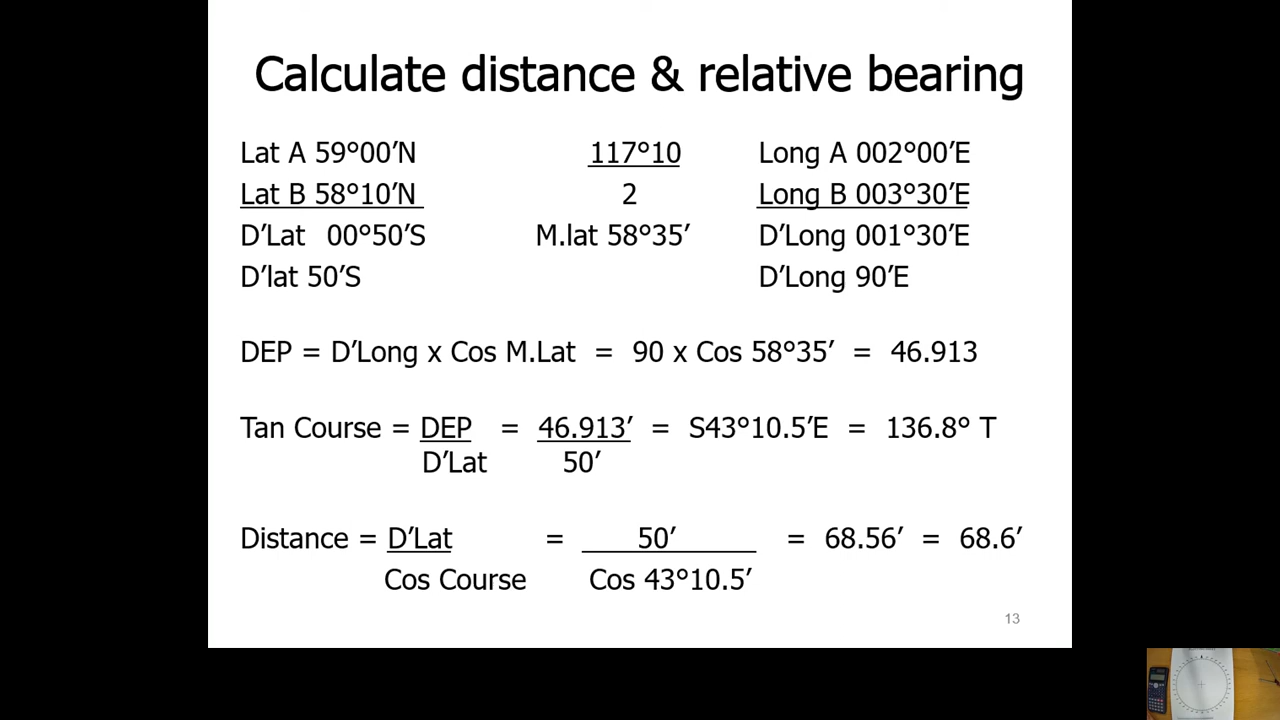 Calculate distance & relative bearing
Lat A 59°00’N 117°10 Long A 002°00’E
Lat B 58°10’N 2 Long B 003°30’E
D’Lat 00°50’S M.lat 58°35’ D’Long 001°30’E
D’lat 50’S D’Long 90’E
DEP = D’Long x Cos M.Lat = 90 x Cos 58°35’ = 46.913
Tan Course = DEP = 46.913’ = S43°10.5’E = 136.8° T
D’Lat 50’
Distance = D’Lat = 50’ = 68.56’ = 68.6’
Cos Course Cos 43°10.5’
13